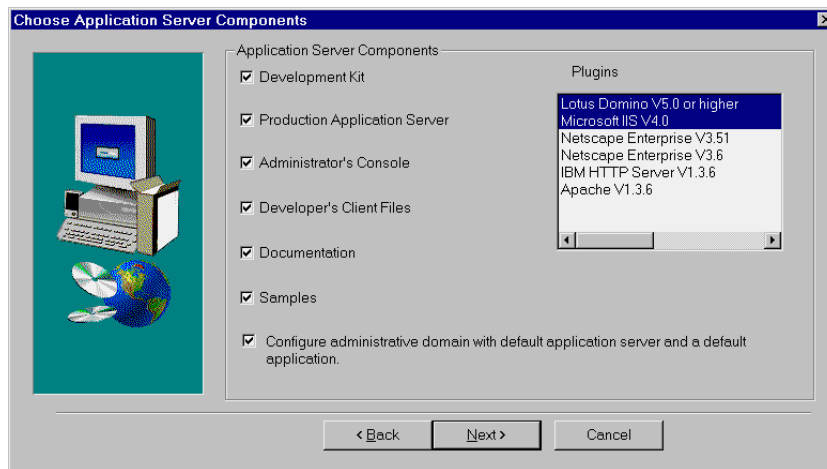 Choose Application Server Components
Application Server Components
Development Kit
Production Application Server
Administrator's Console
Developer's Client Files
Documentation
Samples
Configure administrative domain with default application server and a default
application.
Plugins
Lotus Domino V5.0 or higher
Microsoft IIS V4.0
Netscape Enterprise V3.51
Netscape Enterprise V3.6
IBM HTTP Server V1.3.6
Apache V1.3.6
< Back
Next >
Cancel